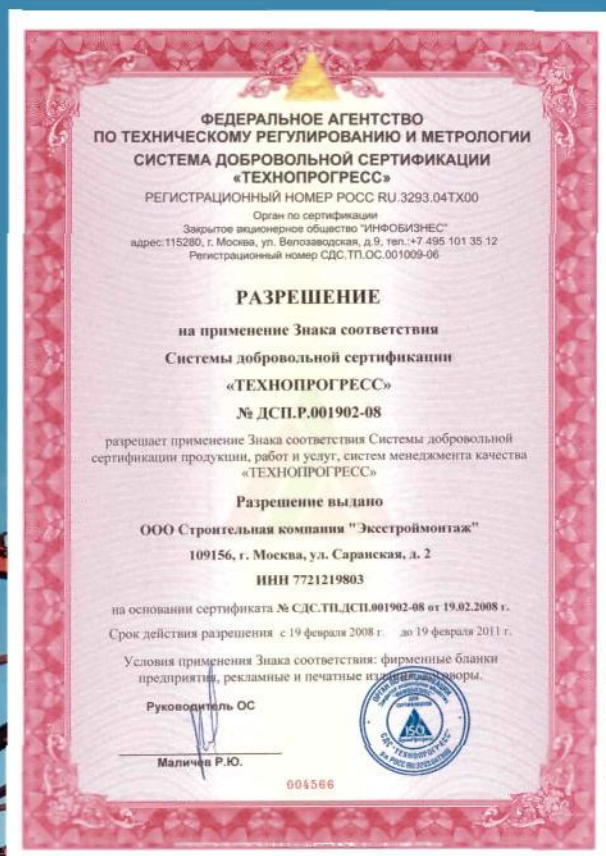 ФЕДЕРАЛЬНОЕ АГЕНТСТВО
ПО ТЕХНИЧЕСКОМУ РЕГУЛИРОВАНИЮ И МЕТРОЛОГИИ
СИСТЕМА ДОБРОВОЛЬНОЙ СЕРТИФИКАЦИИ
«ТЕХНОПРОГРЕСС»
РЕГИСТРАЦИОННЫЙ НОМЕР РОСС RU.3293.04ТХ00
Орган по сертификации
Закрытое акционерное общество "ИНФОБИЗНЕС"
адрес:115280, г. Москва, ул. Велозаводская, д.9, тел.:+7 495 101 35 12
Регистрационный номер СДС.ТП.ОС.001009-06
РАЗРЕШЕНИЕ
на применение Знака соответствия
Системы добровольной сертификации
«ТЕХНОПРОГРЕСС»
№ ДСП.Р.001902-08
разрешает применение Знака соответствия Системы добровольной
сертификации продукции, работ и услуг, систем менеджмента качества
«ТЕХНОПРОГРЕСС»
Разрешение выдано
ООО Строительная компания "Эксстроймонтаж"
109156, г. Москва, ул. Саранская, д. 2
ИНН 7721219803
на основании сертификата № СДС.ТП.ДСП.001902-08 от 19.02.2008 г.
Срок действия разрешения с 19 февраля 2008 г. до 19 февраля 2011 г.
Условия применения Знака соответствия: фирменные бланки
предприятия, рекламные и печатные издания, договоры.
Руководитель ОС
Маличев Р.Ю.
ISO
СДС "ТЕХНОПРОГРЕСС"
004566